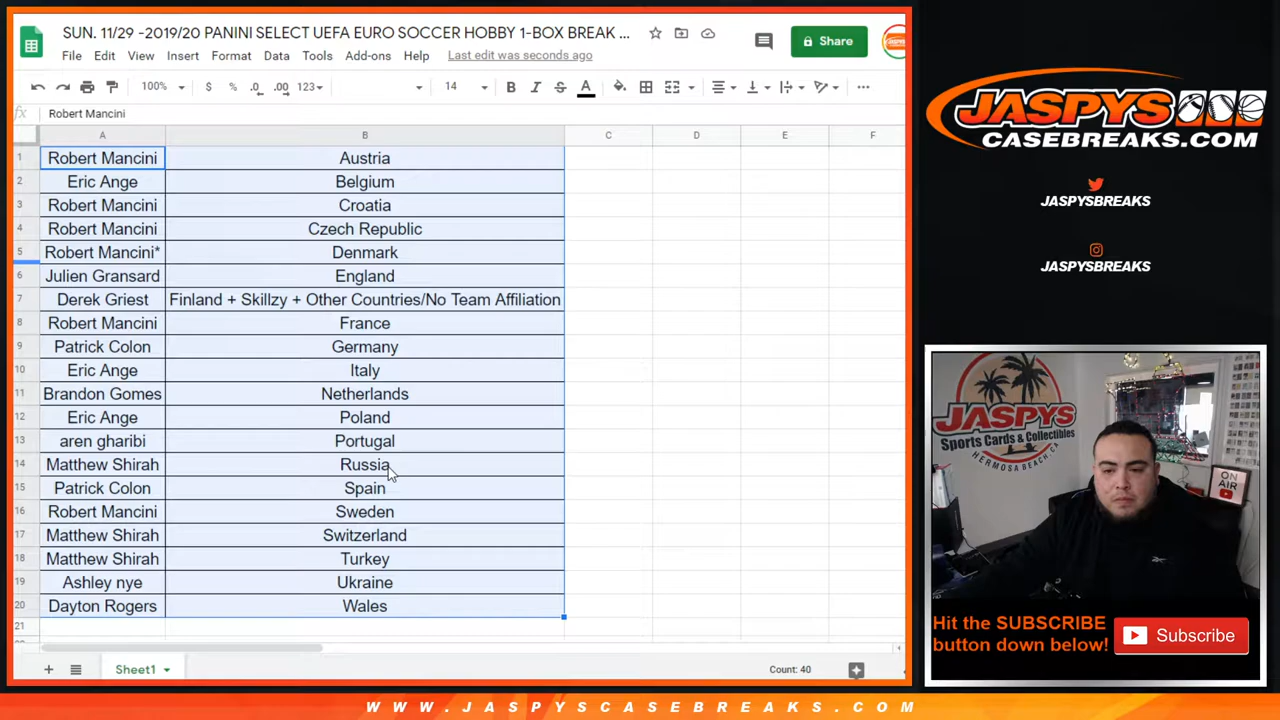 SUN. 11/29 -2019/20 PANINI SELECT UEFA EURO SOCCER HOBBY 1-BOX BREAK ...
File Edit View Insert Format Data Tools Add-ons Help Last edit was seconds ago
Share
100% $ % .0 .00 123 14 B I S A ...
fx Robert Mancini
A B C D E F
1 Robert Mancini Austria
2 Eric Ange Belgium
3 Robert Mancini Croatia
4 Robert Mancini Czech Republic
5 Robert Mancini* Denmark
6 Julien Gransard England
7 Derek Griest Finland + Skillzy + Other Countries/No Team Affiliation
8 Robert Mancini France
9 Patrick Colon Germany
10 Eric Ange Italy
11 Brandon Gomes Netherlands
12 Eric Ange Poland
13 aren gharibi Portugal
14 Matthew Shirah Russia
15 Patrick Colon Spain
16 Robert Mancini Sweden
17 Matthew Shirah Switzerland
18 Matthew Shirah Turkey
19 Ashley nye Ukraine
20 Dayton Rogers Wales
21
Sheet1
Count: 40
JASPYS
CASEBREAKS.COM
JASPYSBREAKS
JASPYSBREAKS
JASPYS
Sports Cards & Collectibles
HERMOSA BEACH, CA
ON AIR
Hit the SUBSCRIBE
button down below!
Subscribe
WWW.JASPYSCASEBREAKS.COM